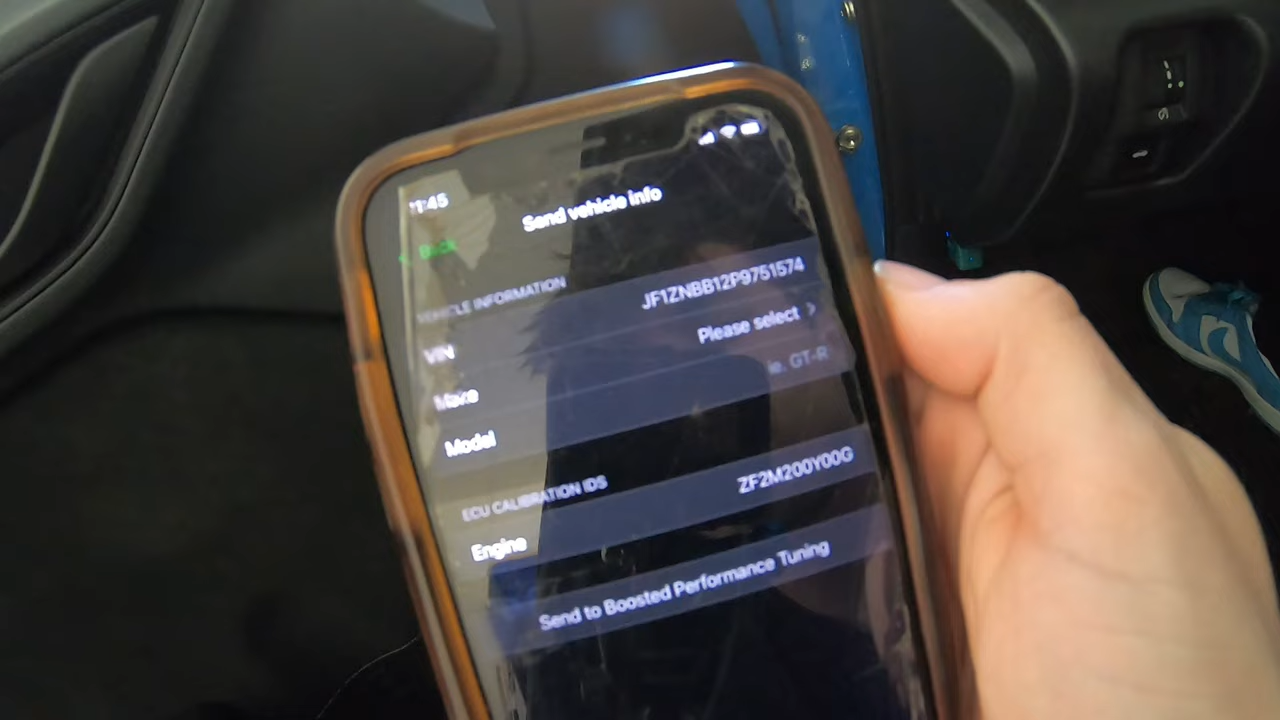 11:45
Send vehicle info
Back
VEHICLE INFORMATION
VIN JF1ZNBB12P9751574
Make Please select
Model ie. GT-R
ECU CALIBRATION IDS
Engine ZF2M200Y00G
Send to Boosted Performance Tuning